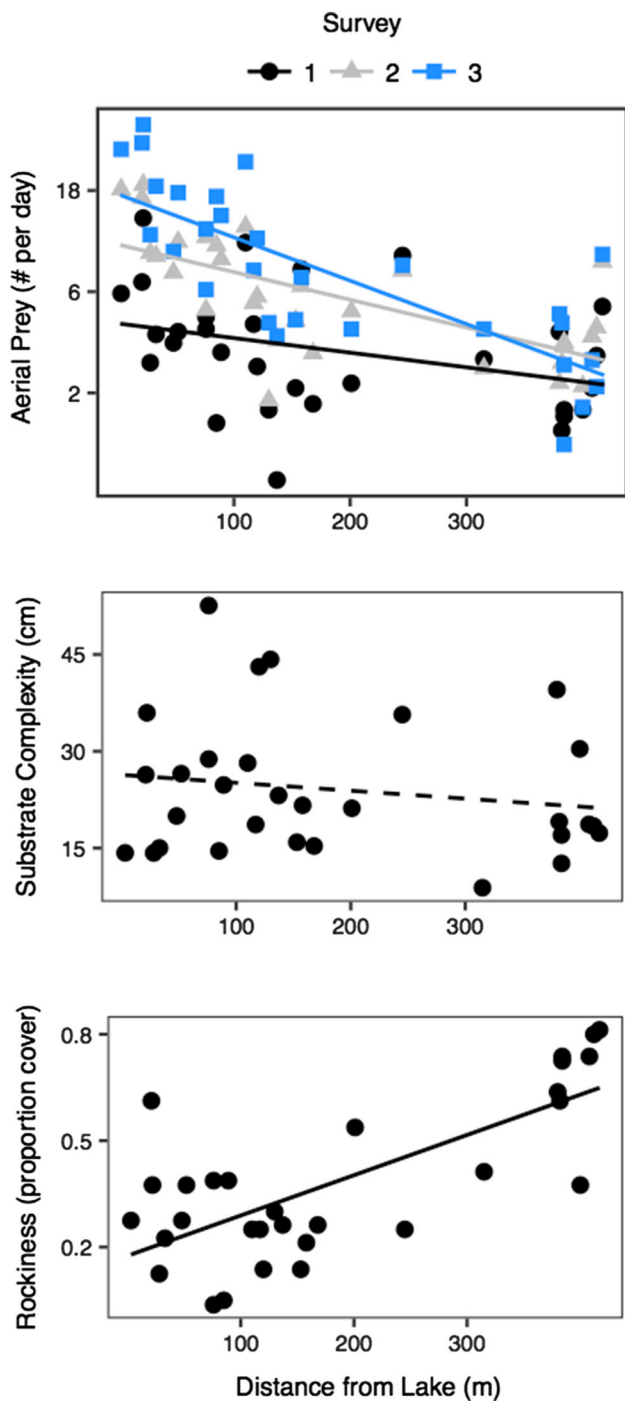 Survey
1 2 3
Aerial Prey (# per day)
18
6
2
100 200 300
Substrate Complexity (cm)
45
30
15
100 200 300
Rockiness (proportion cover)
0.8
0.5
0.2
100 200 300
Distance from Lake (m)